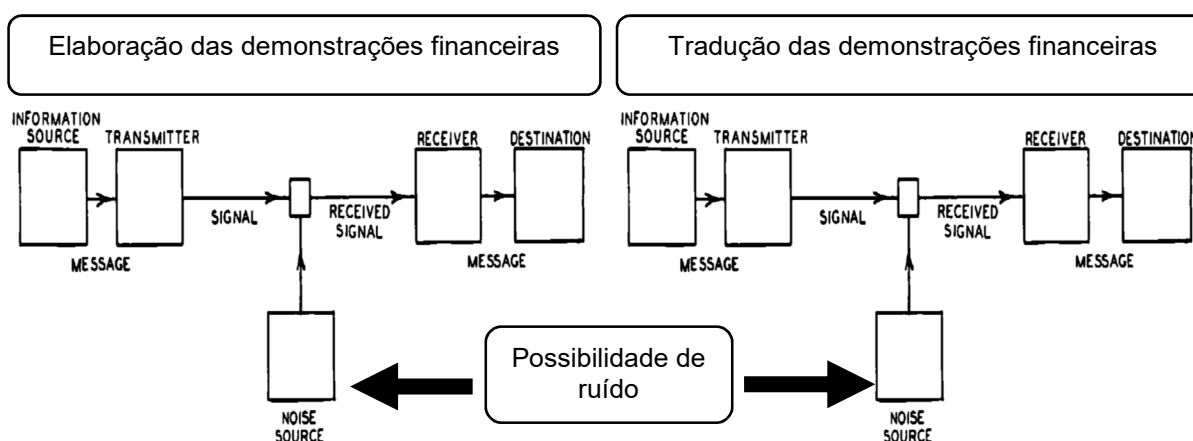 Elaboração das demonstrações financeiras
Tradução das demonstrações financeiras
INFORMATION
SOURCE
TRANSMITTER
RECEIVER
DESTINATION
SIGNAL
RECEIVED
SIGNAL
MESSAGE
MESSAGE
NOISE
SOURCE
INFORMATION
SOURCE
TRANSMITTER
RECEIVER
DESTINATION
SIGNAL
RECEIVED
SIGNAL
MESSAGE
MESSAGE
NOISE
SOURCE
Possibilidade de
ruído